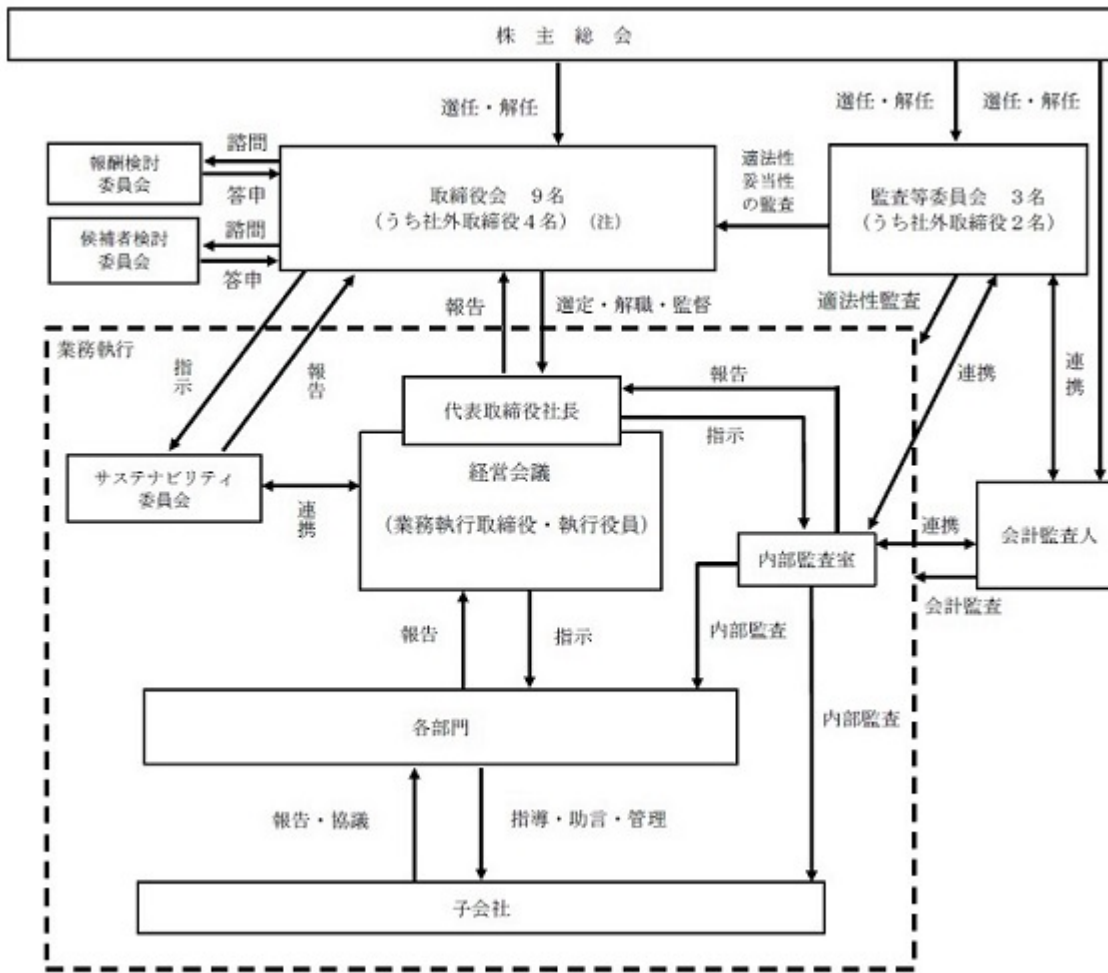 株主総会
選任・解任
選任・解任
選任・解任
報酬検討
委員会
諮問
答申
候補者検討
委員会
諮問
答申
取締役会 9名
(うち社外取締役4名)(注)
適法性
妥当性
の監査
監査等委員会 3名
(うち社外取締役2名)
報告
選定・解職・監督
適法性監査
業務執行
指示
報告
連携
連携
代表取締役社長
報告
指示
サステナビリティ
委員会
連携
経営会議
(業務執行取締役・執行役員)
内部監査室
連携
会計監査人
会計監査
報告
指示
内部監査
各部門
内部監査
報告・協議
指導・助言・管理
子会社